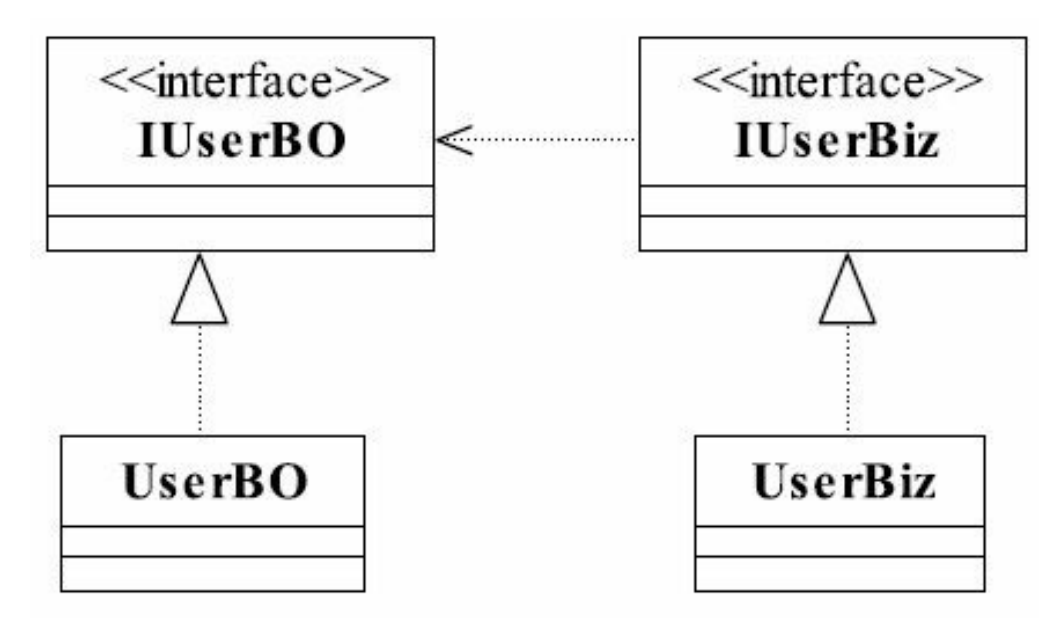 <<interface>>
IUserBO
<<interface>>
IUserBiz
UserBO
UserBiz